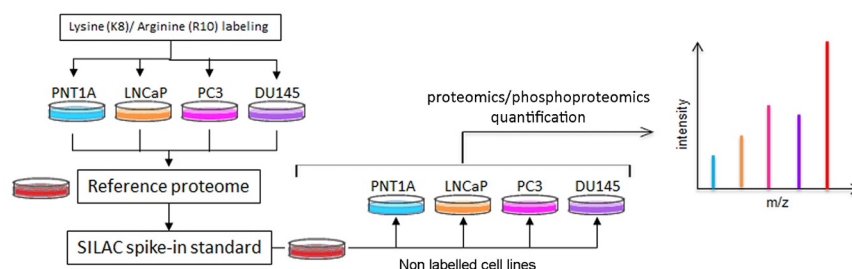 Lysine (K8)/ Arginine (R10) labeling
PNT1A LNCaP PC3 DU145
Reference proteome
SILAC spike-in standard
proteomics/phosphoproteomics
quantification
PNT1A LNCaP PC3 DU145
Non labelled cell lines
intensity
m/z